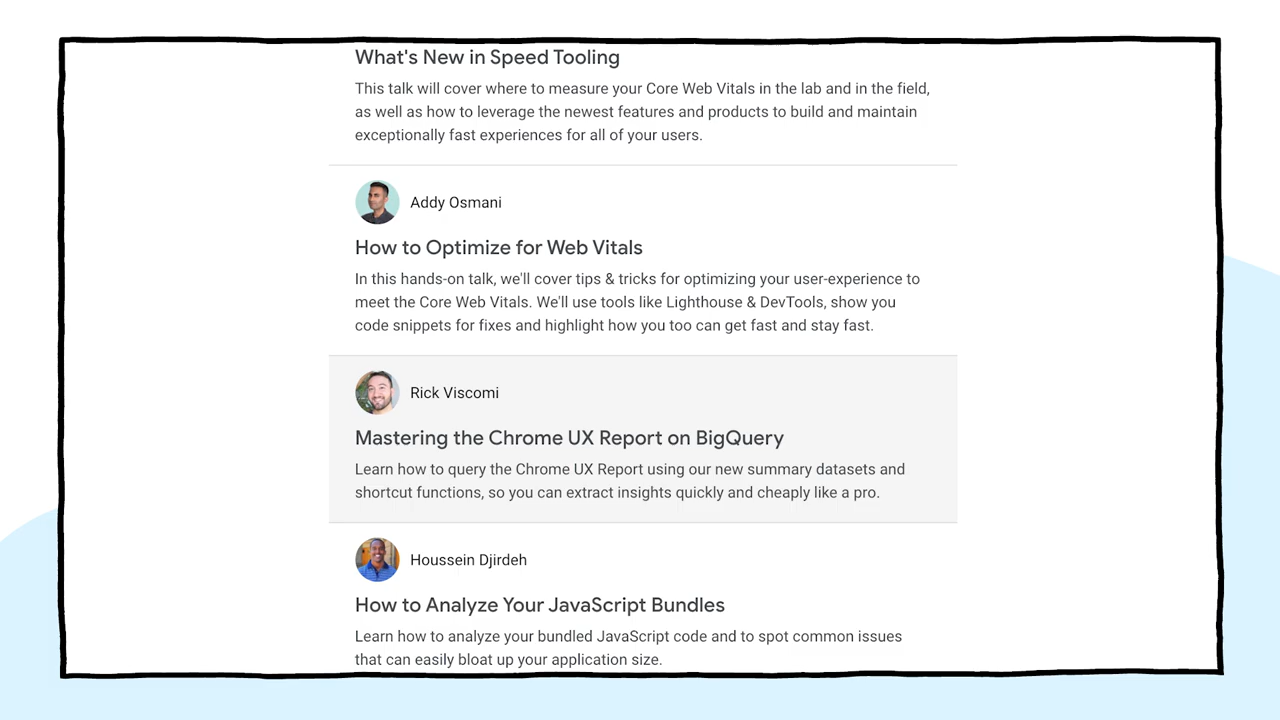 What's New in Speed Tooling
This talk will cover where to measure your Core Web Vitals in the lab and in the field,
as well as how to leverage the newest features and products to build and maintain
exceptionally fast experiences for all of your users.
Addy Osmani
How to Optimize for Web Vitals
In this hands-on talk, we'll cover tips & tricks for optimizing your user-experience to
meet the Core Web Vitals. We'll use tools like Lighthouse & DevTools, show you
code snippets for fixes and highlight how you too can get fast and stay fast.
Rick Viscomi
Mastering the Chrome UX Report on BigQuery
Learn how to query the Chrome UX Report using our new summary datasets and
shortcut functions, so you can extract insights quickly and cheaply like a pro.
Houssein Djirdeh
How to Analyze Your JavaScript Bundles
Learn how to analyze your bundled JavaScript code and to spot common issues
that can easily bloat up your application size.